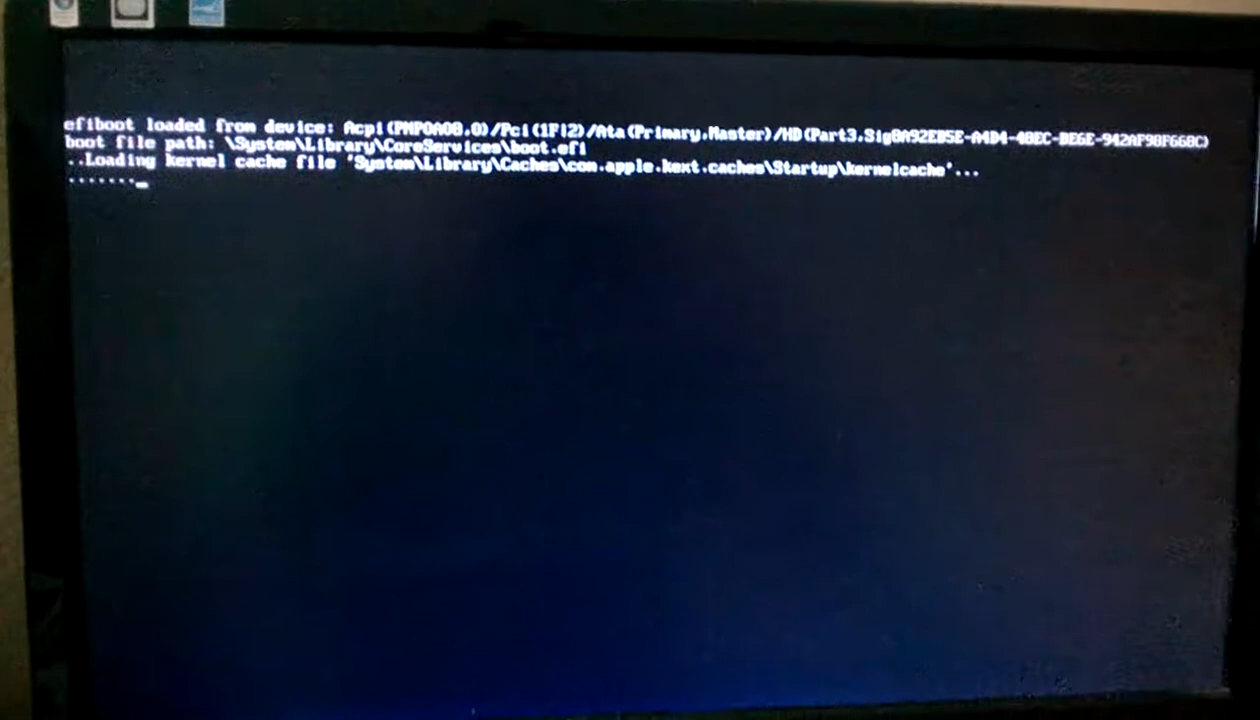 efiboot loaded from device: Acpi(PNP0A08,0)/Pci(1F|2)/Ata(Primary,Master)/HD(Part3,Sig8A92EB5E-A4D4-48EC-BE6E-942AF98F668C)
boot file path: \System\Library\CoreServices\boot.efi
..Loading kernel cache file 'System\Library\Caches\com.apple.kext.caches\Startup\kernelcache'...
......._